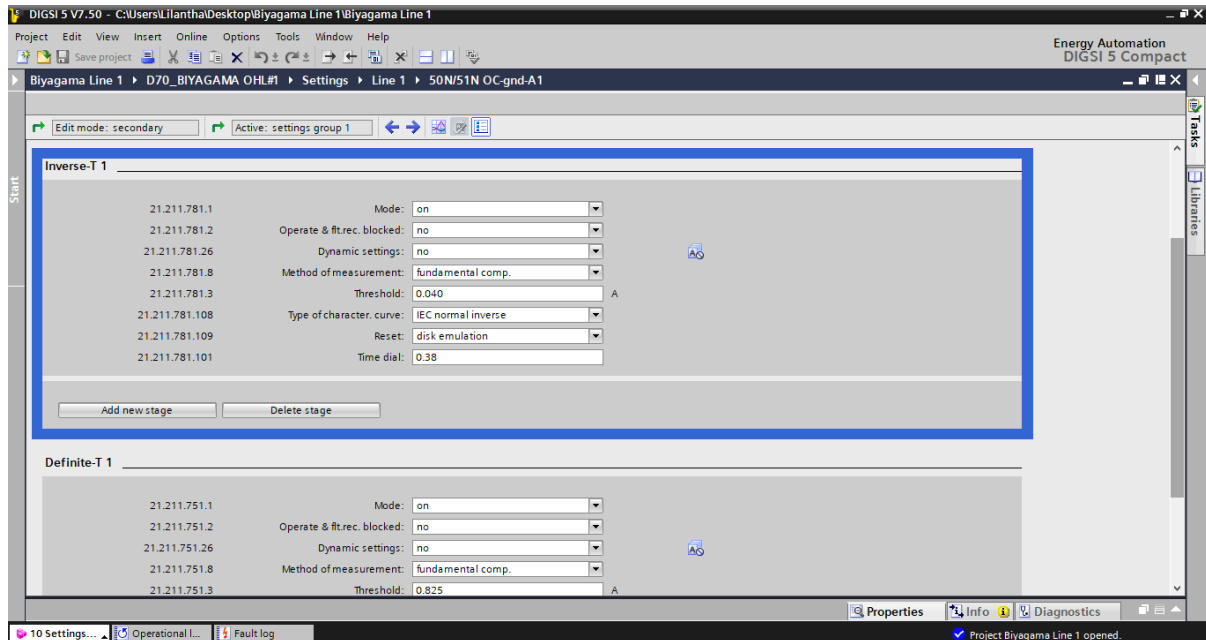 DIGSI 5 V7.50 - C:\Users\Lilantha\Desktop\Biyagama Line 1\Biyagama Line 1
Project Edit View Insert Online Options Tools Window Help
Save project
Energy Automation
DIGSI 5 Compact
Biyagama Line 1 D70_BIYAGAMA OHL#1 Settings Line 1 50N/51N OC-gnd-A1
Edit mode: secondary Active: settings group 1
Start
Tasks
Libraries
Inverse-T 1
21.211.781.1 Mode: on
21.211.781.2 Operate & flt.rec. blocked: no
21.211.781.26 Dynamic settings: no
21.211.781.8 Method of measurement: fundamental comp.
21.211.781.3 Threshold: 0.040 A
21.211.781.108 Type of character. curve: IEC normal inverse
21.211.781.109 Reset: disk emulation
21.211.781.101 Time dial: 0.38
Add new stage Delete stage
Definite-T 1
21.211.751.1 Mode: on
21.211.751.2 Operate & flt.rec. blocked: no
21.211.751.26 Dynamic settings: no
21.211.751.8 Method of measurement: fundamental comp.
21.211.751.3 Threshold: 0.825 A
Properties Info Diagnostics
10 Settings... Operational l... Fault log
Project Biyagama Line 1 opened.